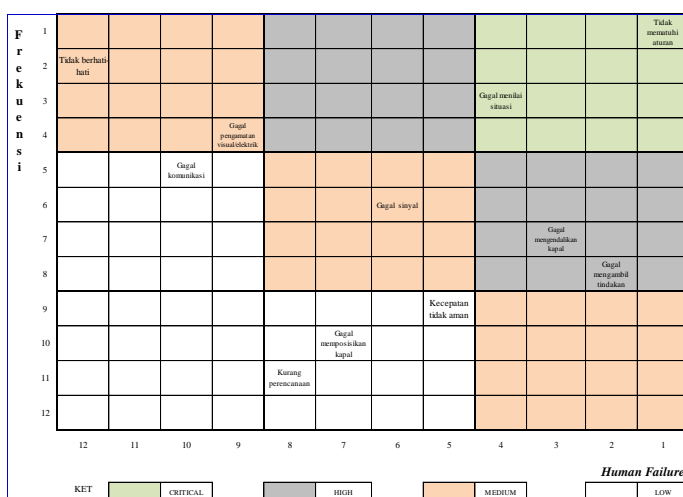 Frekuensi
1
Tidak
mematuhi
aturan
2
Tidak berhati-
hati
3
Gagal menilai
situasi
4
Gagal
pengamatan
visual/elektrik
5
Gagal
komunikasi
6
Gagal sinyal
7
Gagal
mengendalikan
kapal
8
Gagal
mengambil
tindakan
9
Kecepatan
tidak aman
10
Gagal
memposisikan
kapal
11
Kurang
perencanaan
12
12 11 10 9 8 7 6 5 4 3 2 1
Human Failure
KET CRITICAL HIGH MEDIUM LOW